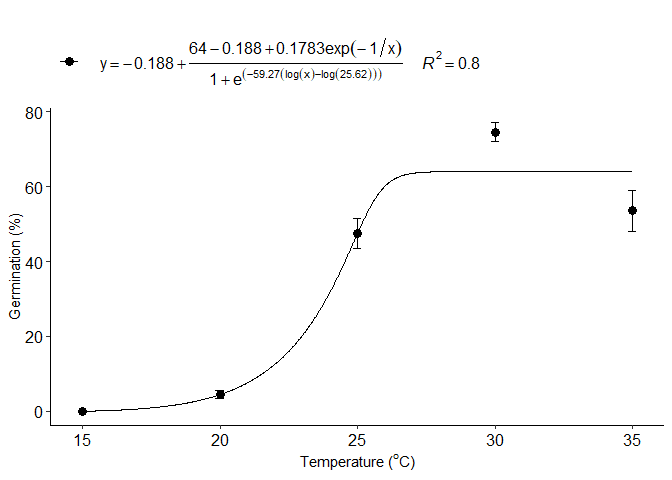 y = −0.188 + (64 − 0.188 + 0.1783exp(− 1/x)) / (1 + e^(−59.27(log(x)−log(25.62)))) R² = 0.8
80
60
40
20
0
Germination (%)
15 20 25 30 35
Temperature (°C)